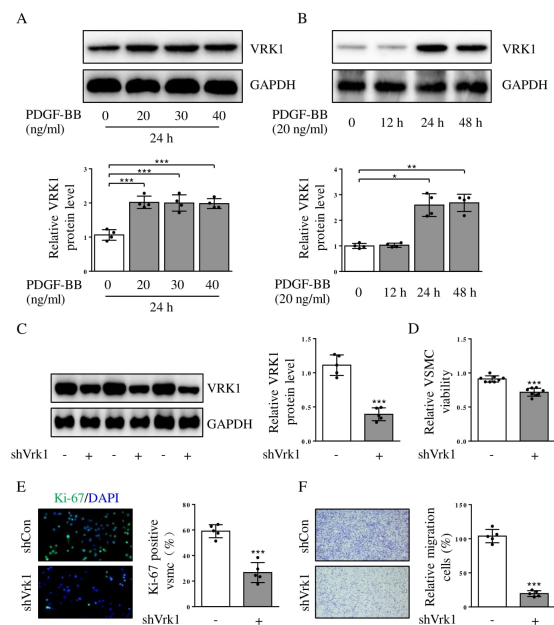 A
VRK1
GAPDH
PDGF-BB
(ng/ml)
0 20 30 40
24 h
Relative VRK1
protein level
3
2
1
0
***
***
***
PDGF-BB
(ng/ml)
0 20 30 40
24 h
B
VRK1
GAPDH
PDGF-BB
(20 ng/ml)
0 12 h 24 h 48 h
Relative VRK1
protein level
4
3
2
1
0
**
*
PDGF-BB
(20 ng/ml)
0 12 h 24 h 48 h
C
VRK1
GAPDH
shVrk1 - + - + - +
Relative VRK1
protein level
1.5
1.0
0.5
0.0
***
shVrk1 - +
D
Relative VSMC
viability
1.5
1.0
0.5
0.0
***
- +
E
Ki-67/DAPI
shCon
shVrk1
Ki-67 positive
vsmc (%)
80
60
40
20
0
***
shVrk1 - +
F
shCon
shVrk1
Relative migration
cells (%)
150
100
50
0
***
shVrk1 - +